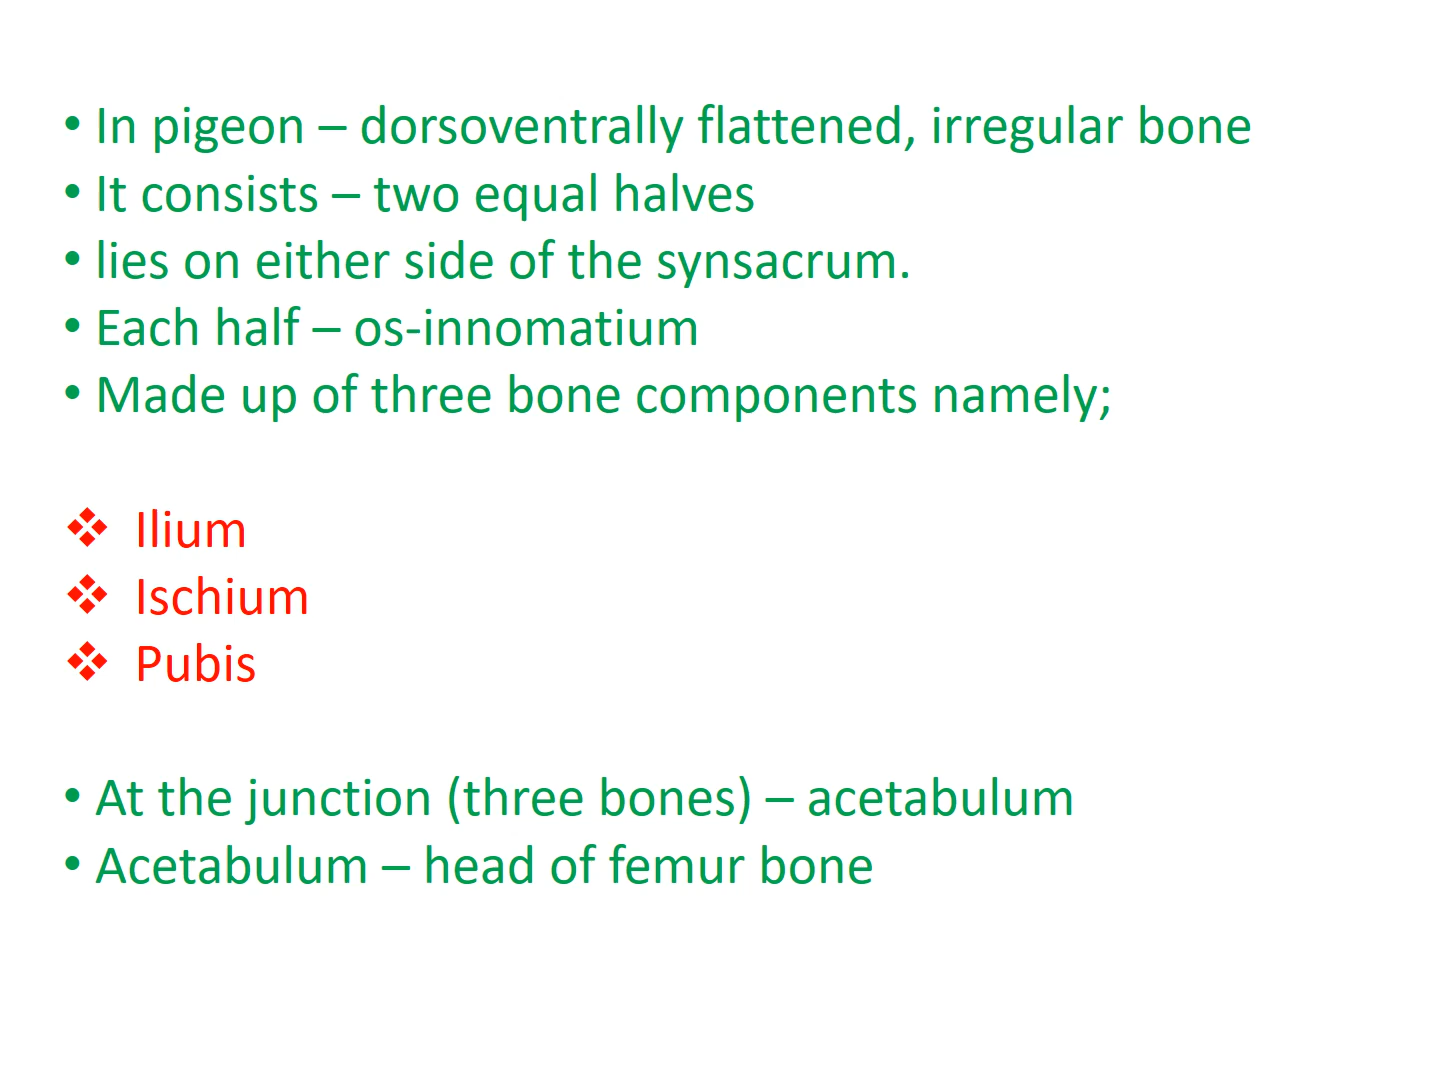 • In pigeon – dorsoventrally flattened, irregular bone
• It consists – two equal halves
• lies on either side of the synsacrum.
• Each half – os-innomatium
• Made up of three bone components namely;
❖ Ilium
❖ Ischium
❖ Pubis
• At the junction (three bones) – acetabulum
• Acetabulum – head of femur bone